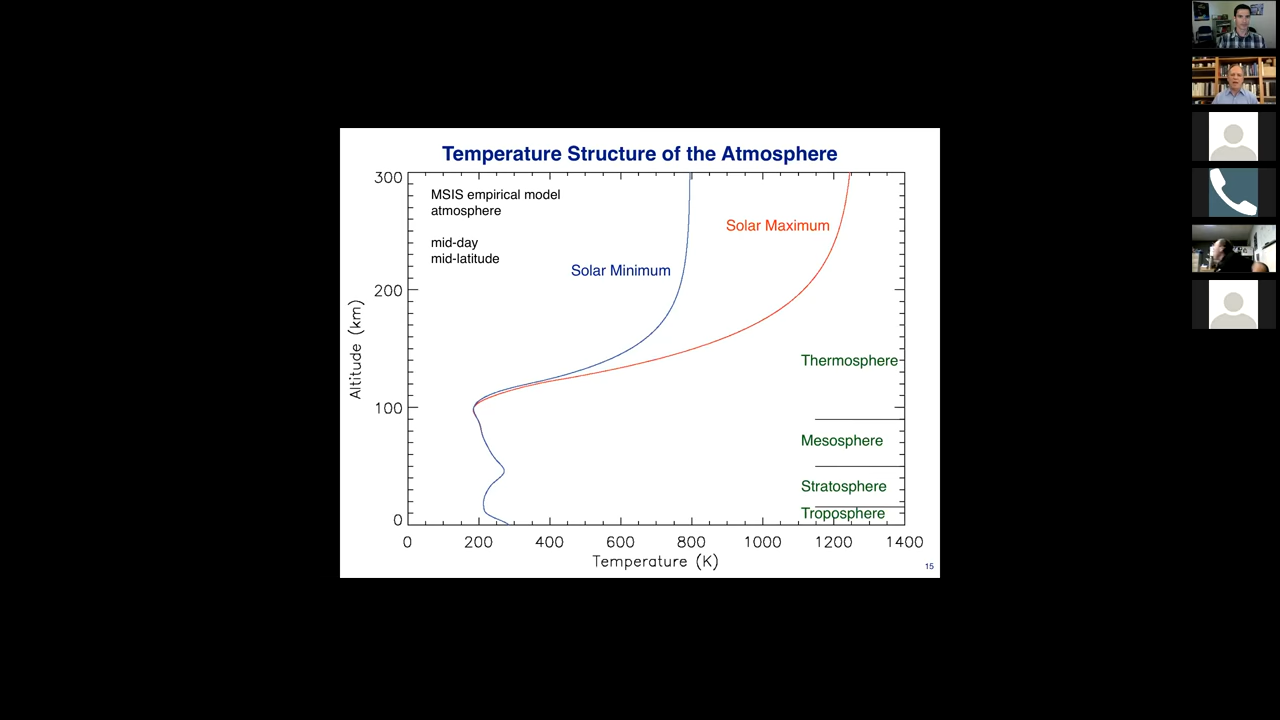 Temperature Structure of the Atmosphere
MSIS empirical model
atmosphere
mid-day
mid-latitude
Solar Minimum
Solar Maximum
Thermosphere
Mesosphere
Stratosphere
Troposphere
Altitude (km)
300
200
100
0
0 200 400 600 800 1000 1200 1400
Temperature (K)
15